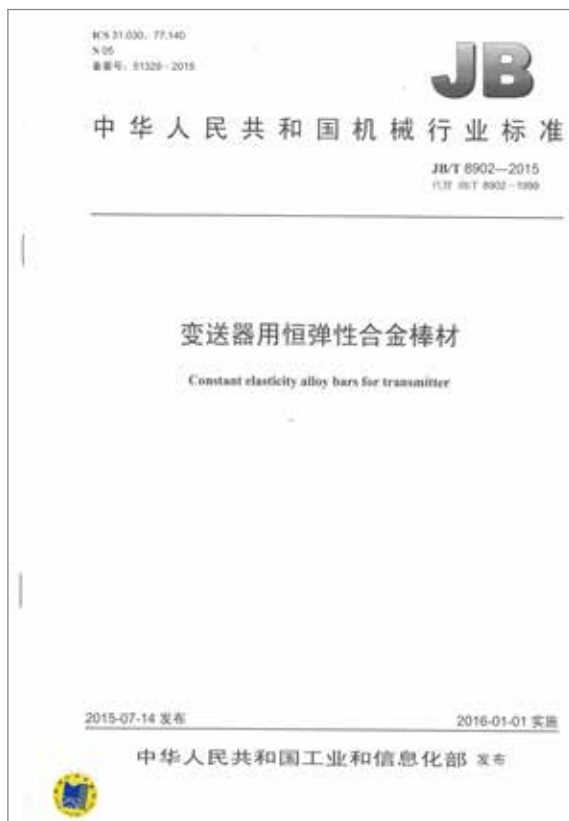 ICS 31.030, 77.140
N 05
备案号: 51329-2015
JB
中华人民共和国机械行业标准
JB/T 8902—2015
代替 JB/T 8902-1999
变送器用恒弹性合金棒材
Constant elasticity alloy bars for transmitter
2015-07-14 发布
2016-01-01 实施
中华人民共和国工业和信息化部 发布